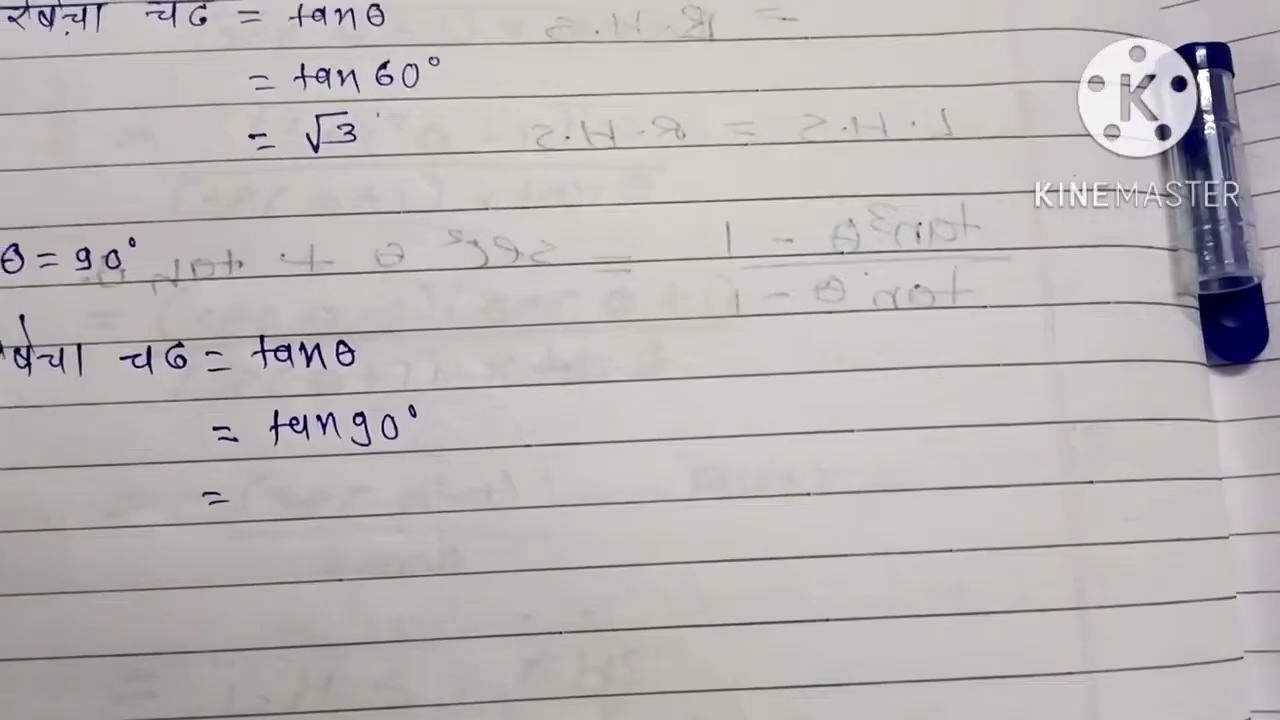 रेषेचा चढ = tanθ
= tan 60°
= √3
θ = 90°
रेषेचा चढ = tanθ
= tan 90°
=
K
KINEMASTER